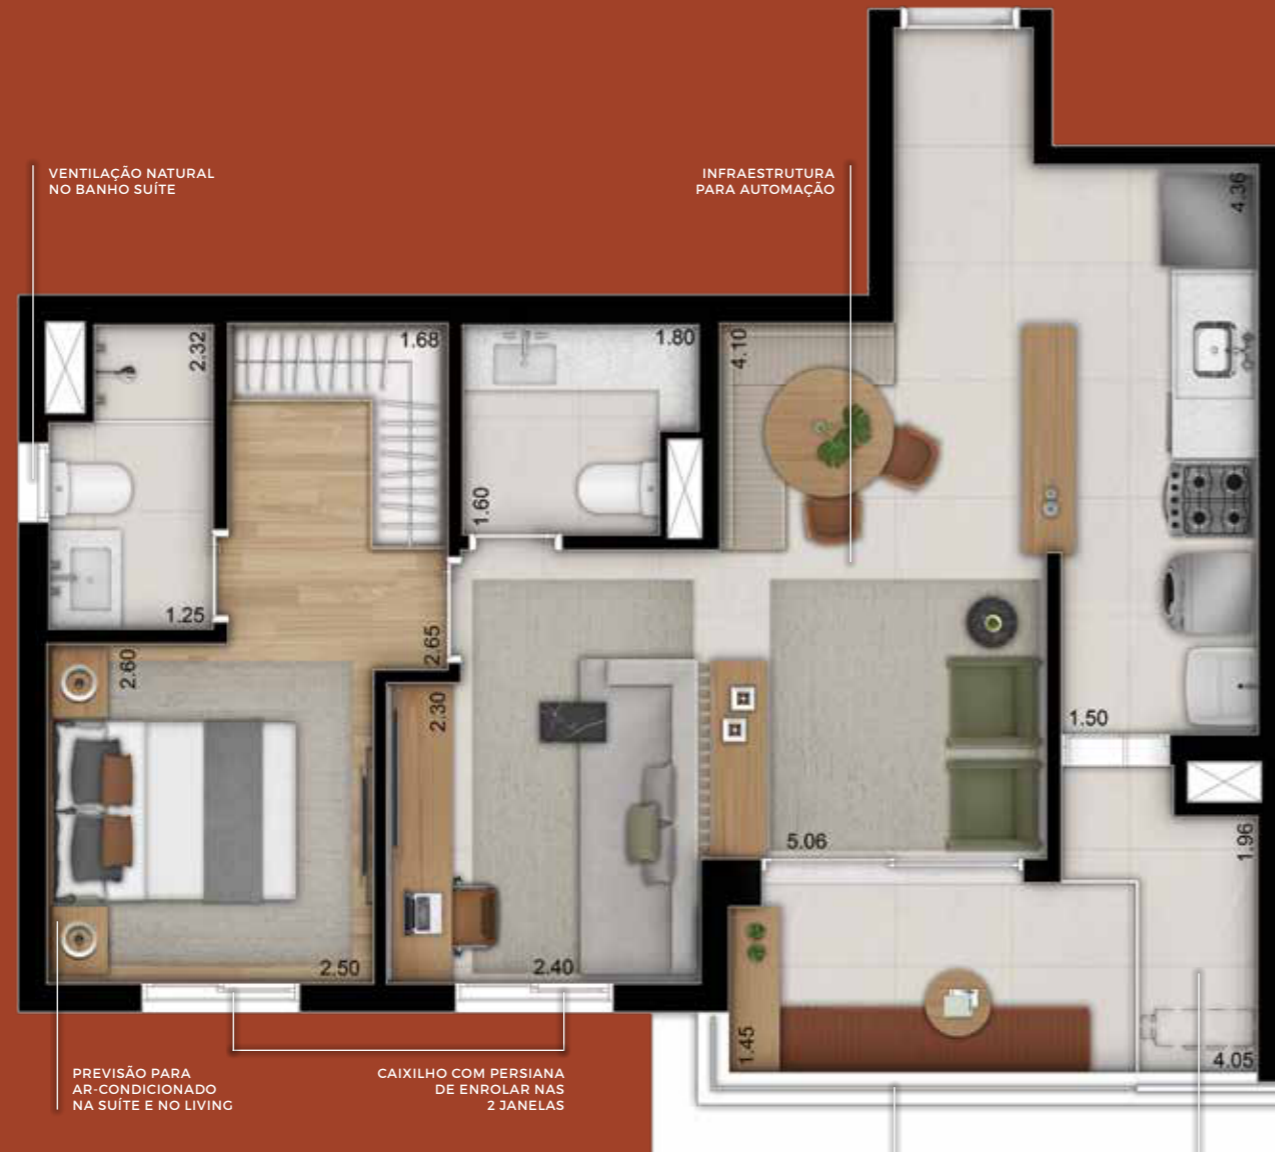 VENTILAÇÃO NATURAL
NO BANHO SUÍTE
INFRAESTRUTURA
PARA AUTOMAÇÃO
4.36
2.32
1.68
1.80
4.10
1.60
1.25
2.65
2.60
2.30
1.50
5.06
1.96
2.50
2.40
1.45
4.05
PREVISÃO PARA
AR-CONDICIONADO
NA SUÍTE E NO LIVING
CAIXILHO COM PERSIANA
DE ENROLAR NAS
2 JANELAS